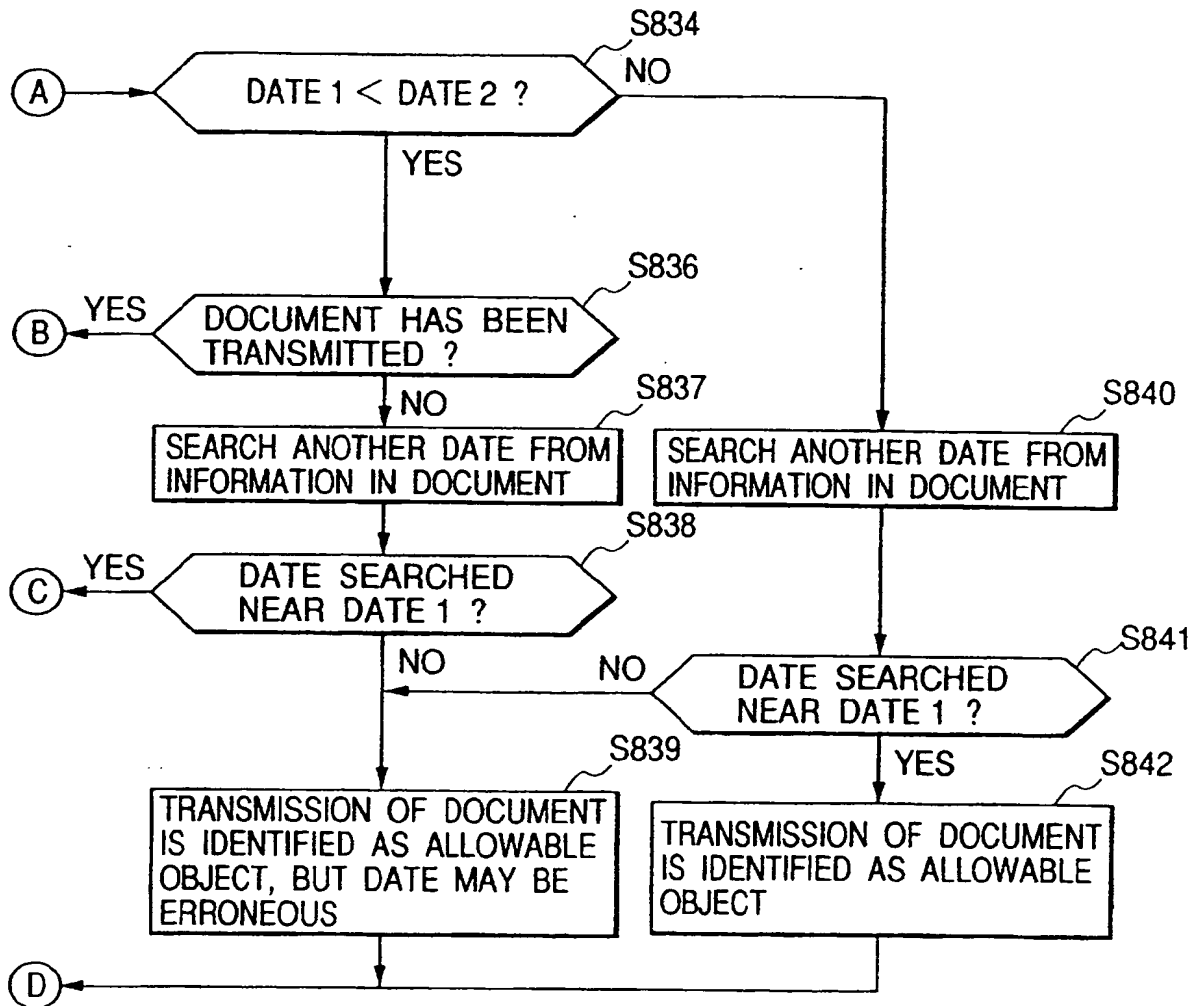 S834
A
DATE 1 < DATE 2 ?
NO
YES
S836
B
YES
DOCUMENT HAS BEEN
TRANSMITTED ?
NO
S837
SEARCH ANOTHER DATE FROM
INFORMATION IN DOCUMENT
S840
SEARCH ANOTHER DATE FROM
INFORMATION IN DOCUMENT
S838
C
YES
DATE SEARCHED
NEAR DATE 1 ?
NO
S841
NO
DATE SEARCHED
NEAR DATE 1 ?
YES
S839
TRANSMISSION OF DOCUMENT
IS IDENTIFIED AS ALLOWABLE
OBJECT, BUT DATE MAY BE
ERRONEOUS
S842
TRANSMISSION OF DOCUMENT
IS IDENTIFIED AS ALLOWABLE
OBJECT
D